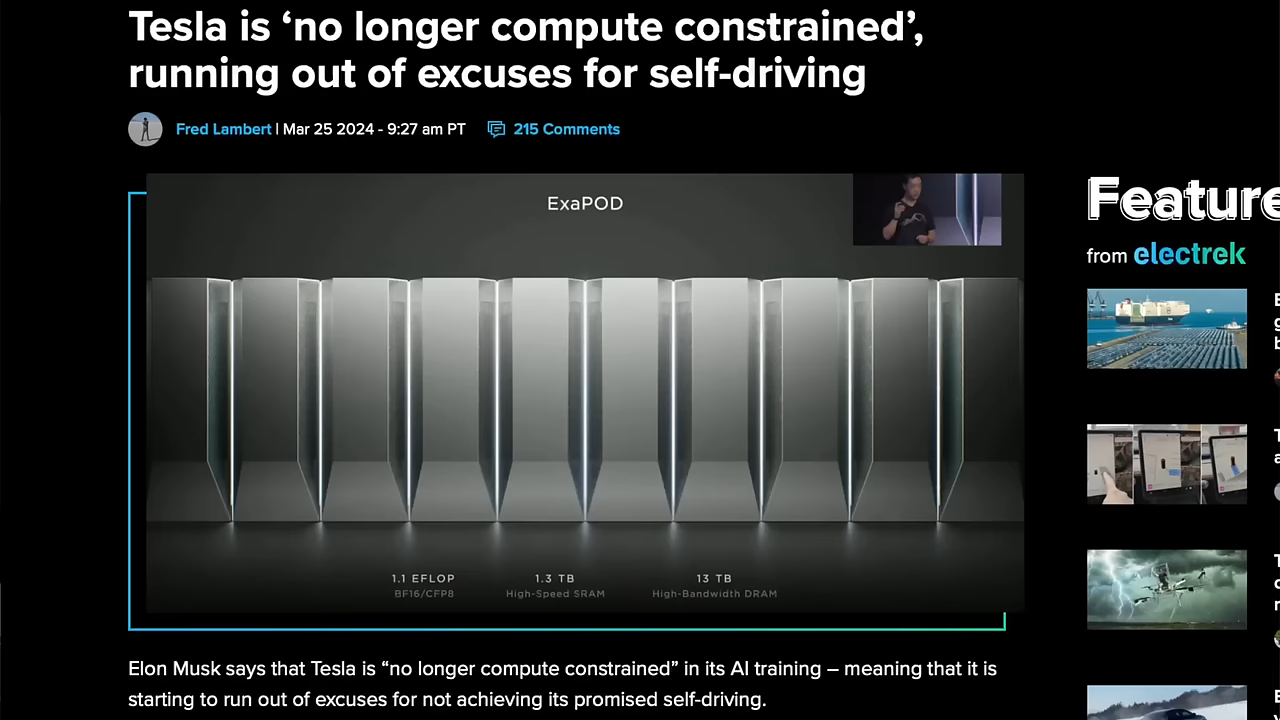 Tesla is ‘no longer compute constrained’,
running out of excuses for self-driving
Fred Lambert | Mar 25 2024 - 9:27 am PT 215 Comments
ExaPOD
1.1 EFLOP 1.3 TB 13 TB
BF16/CFP8 High-Speed SRAM High-Bandwidth DRAM
Elon Musk says that Tesla is “no longer compute constrained” in its AI training – meaning that it is
starting to run out of excuses for not achieving its promised self-driving.
Feature
from electrek